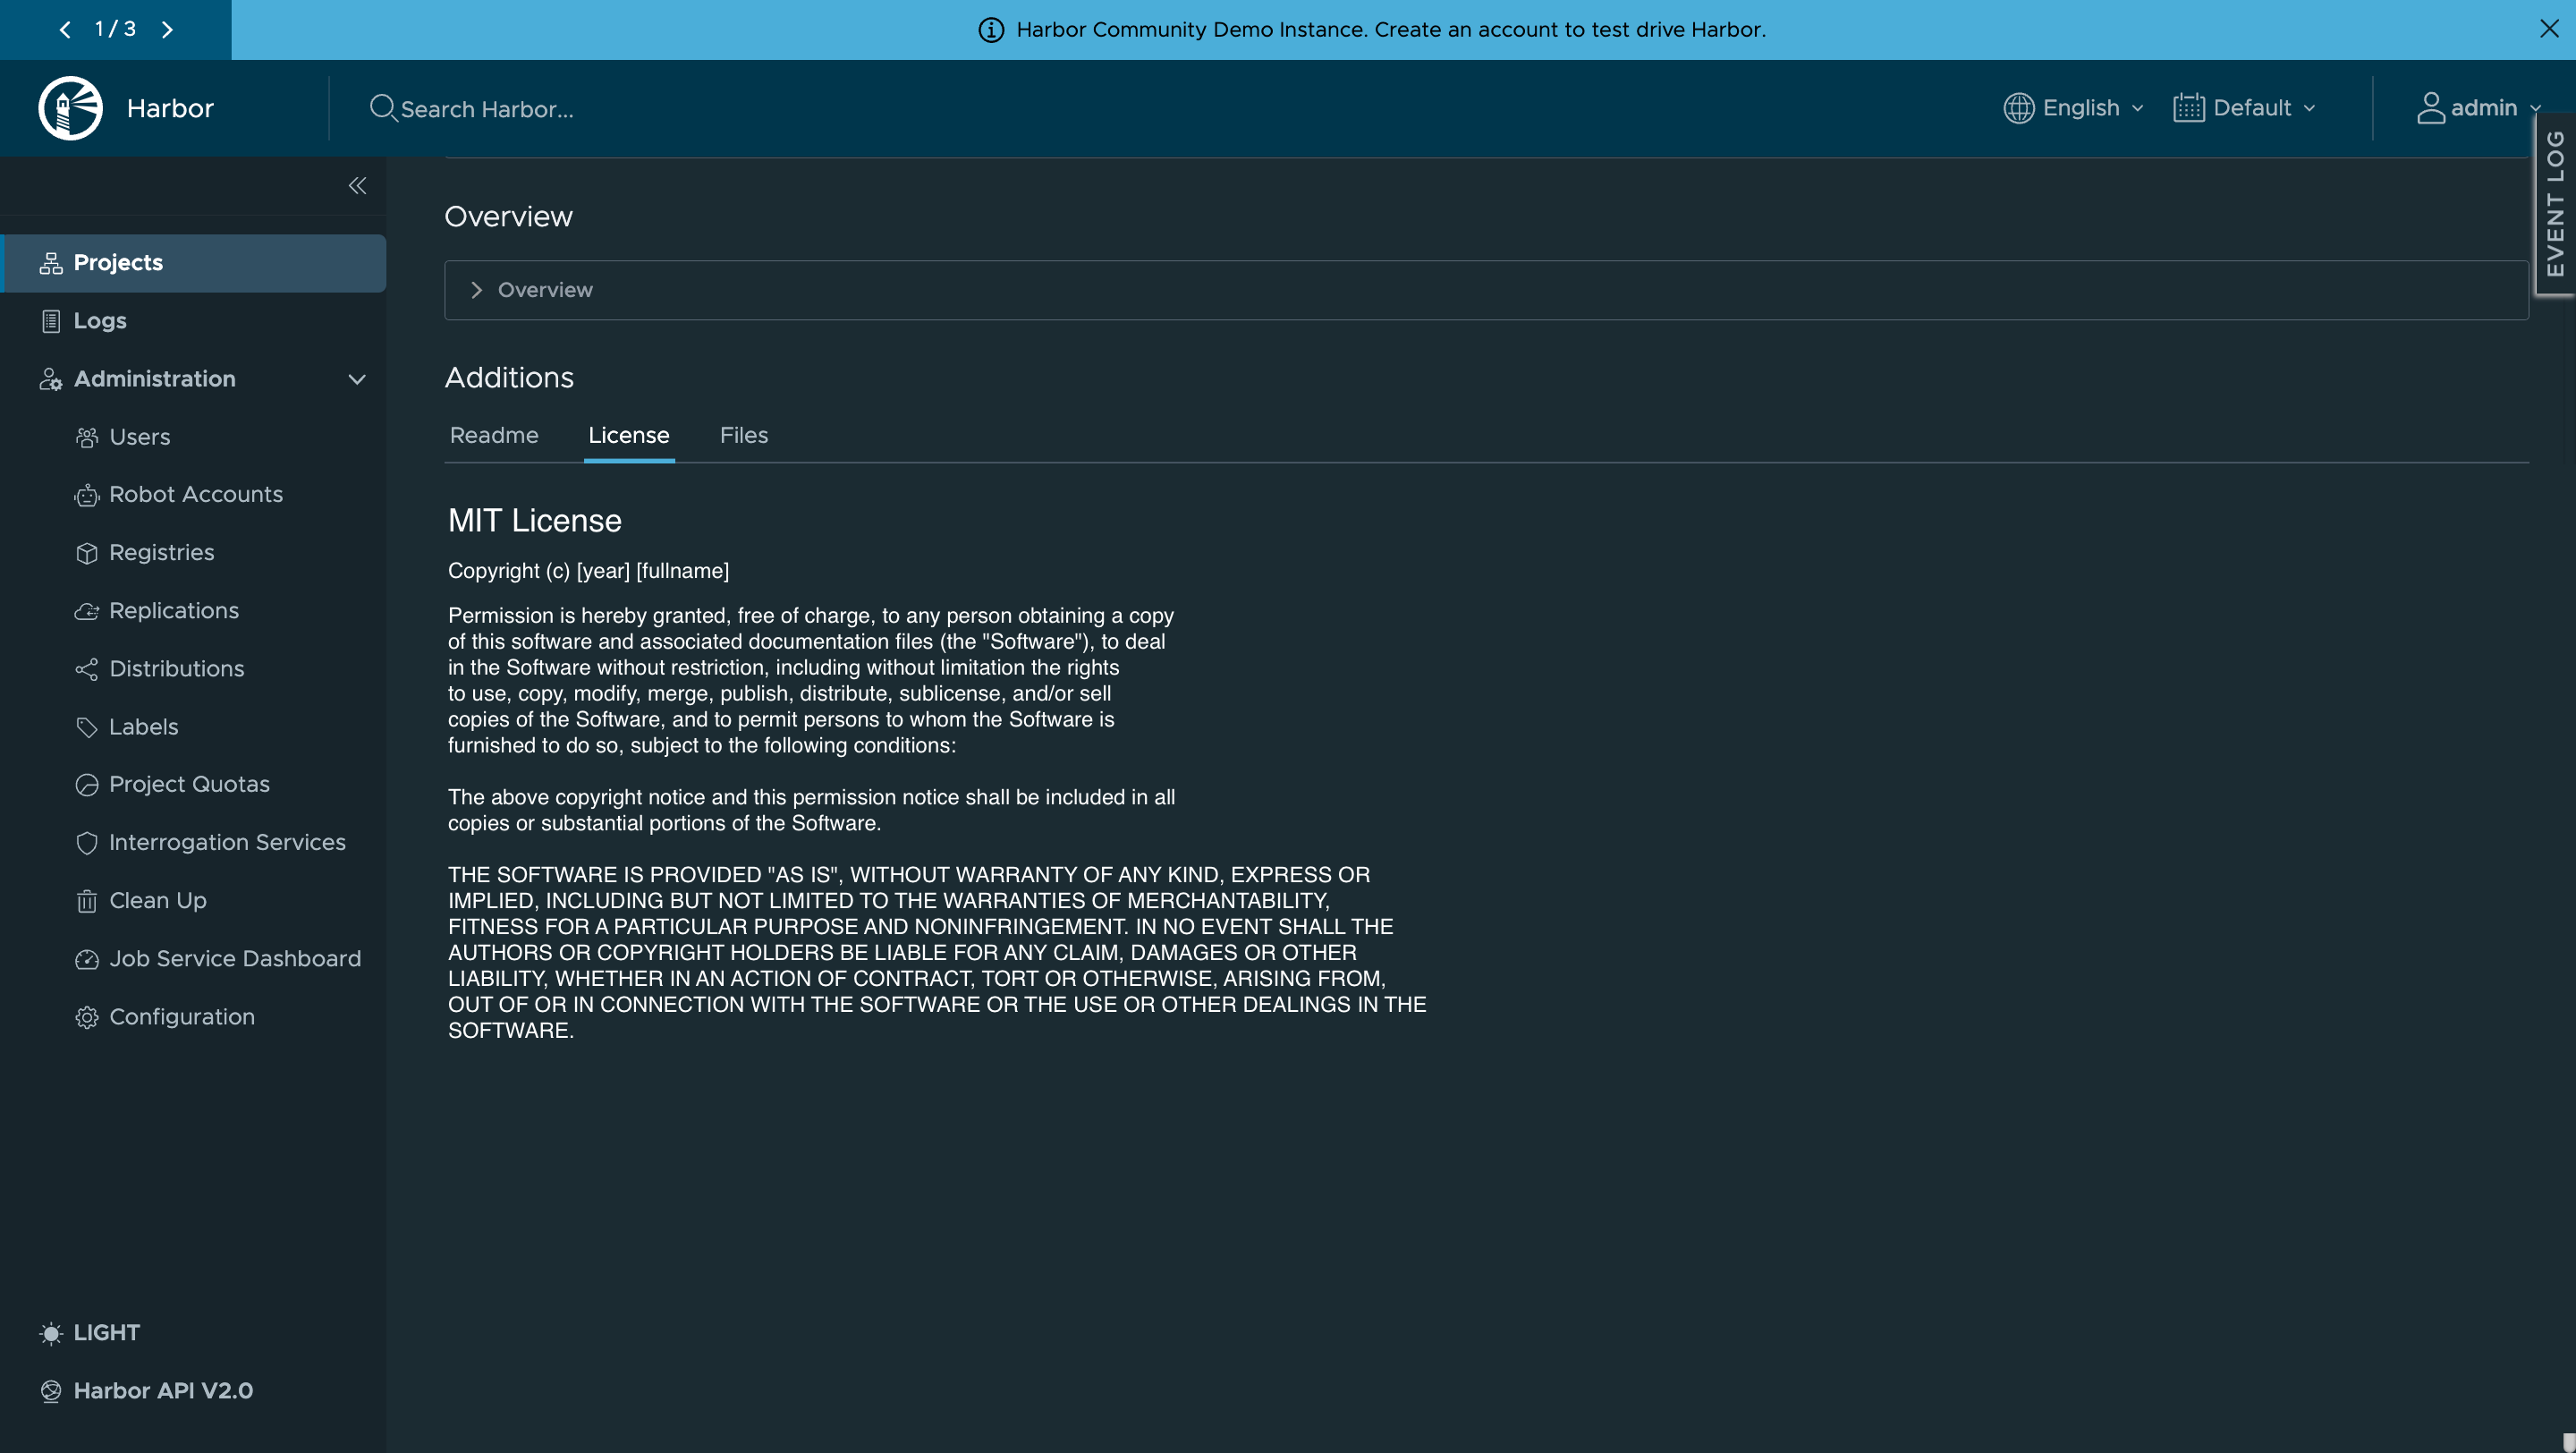 1 / 3
Harbor Community Demo Instance. Create an account to test drive Harbor.
Harbor
Search Harbor...
English
Default
admin
EVENT LOG
Projects
Logs
Administration
Users
Robot Accounts
Registries
Replications
Distributions
Labels
Project Quotas
Interrogation Services
Clean Up
Job Service Dashboard
Configuration
LIGHT
Harbor API V2.0
Overview
Overview
Additions
Readme License Files
MIT License
Copyright (c) [year] [fullname]
Permission is hereby granted, free of charge, to any person obtaining a copy
of this software and associated documentation files (the "Software"), to deal
in the Software without restriction, including without limitation the rights
to use, copy, modify, merge, publish, distribute, sublicense, and/or sell
copies of the Software, and to permit persons to whom the Software is
furnished to do so, subject to the following conditions:
The above copyright notice and this permission notice shall be included in all
copies or substantial portions of the Software.
THE SOFTWARE IS PROVIDED "AS IS", WITHOUT WARRANTY OF ANY KIND, EXPRESS OR
IMPLIED, INCLUDING BUT NOT LIMITED TO THE WARRANTIES OF MERCHANTABILITY,
FITNESS FOR A PARTICULAR PURPOSE AND NONINFRINGEMENT. IN NO EVENT SHALL THE
AUTHORS OR COPYRIGHT HOLDERS BE LIABLE FOR ANY CLAIM, DAMAGES OR OTHER
LIABILITY, WHETHER IN AN ACTION OF CONTRACT, TORT OR OTHERWISE, ARISING FROM,
OUT OF OR IN CONNECTION WITH THE SOFTWARE OR THE USE OR OTHER DEALINGS IN THE
SOFTWARE.